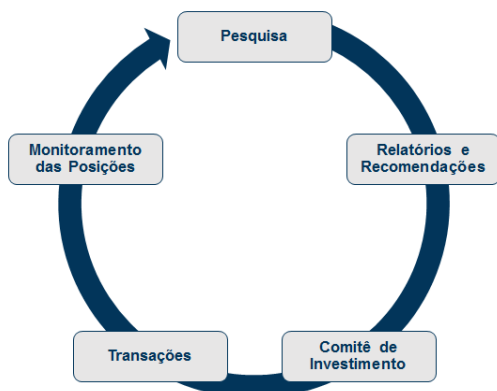 Pesquisa
Relatórios e
Recomendações
Comitê de
Investimento
Transações
Monitoramento
das Posições